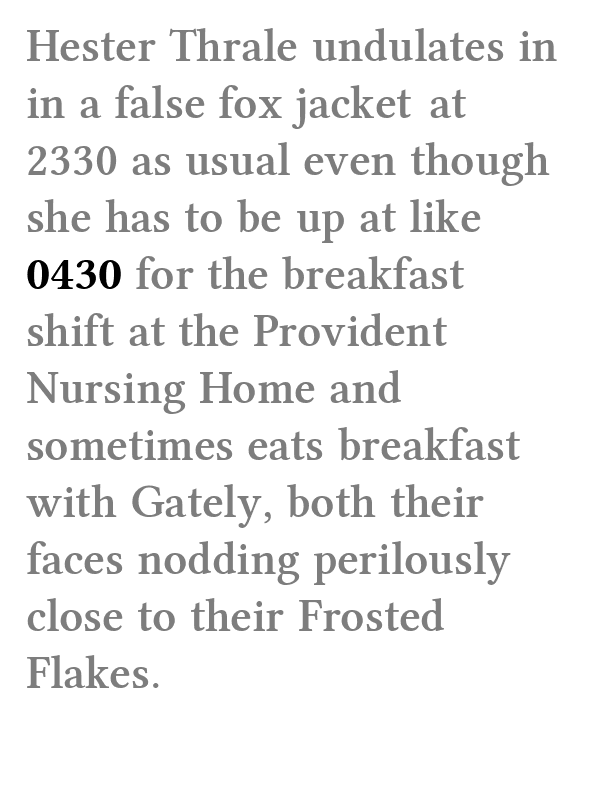 Hester Thrale undulates in
in a false fox jacket at
2330 as usual even though
she has to be up at like
0430 for the breakfast
shift at the Provident
Nursing Home and
sometimes eats breakfast
with Gately, both their
faces nodding perilously
close to their Frosted
Flakes.